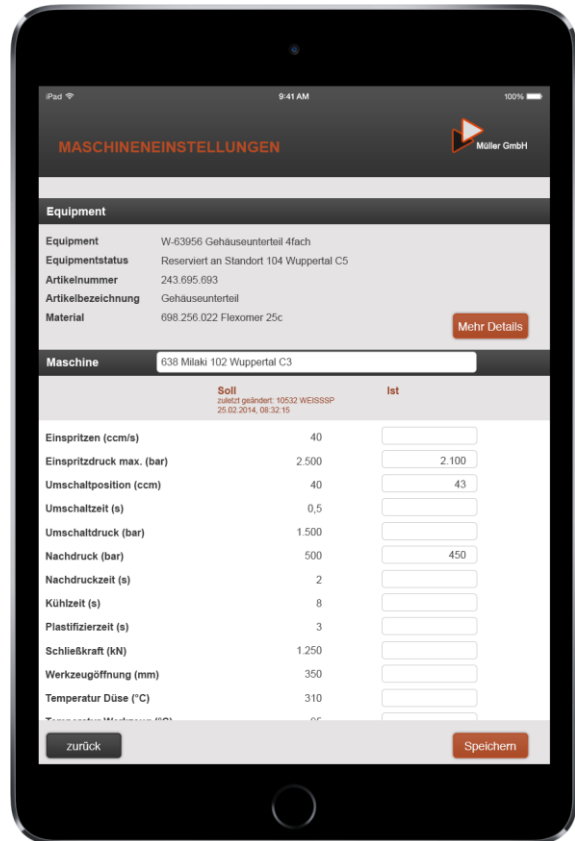 iPad 9:41 AM 100%
MASCHINENEINSTELLUNGEN
Müller GmbH
Equipment
Equipment W-63956 Gehäuseunterteil 4fach
Equipmentstatus Reserviert an Standort 104 Wuppertal C5
Artikelnummer 243.695.693
Artikelbezeichnung Gehäuseunterteil
Material 698.256.022 Flexomer 25c
Mehr Details
Maschine 638 Milaki 102 Wuppertal C3
Soll Ist
zuletzt geändert: 10532 WEISSSP
25.02.2014, 08:32:15
Einspritzen (ccm/s) 40
Einspritzdruck max. (bar) 2.500 2.100
Umschaltposition (ccm) 40 43
Umschaltzeit (s) 0,5
Umschaltdruck (bar) 1.500
Nachdruck (bar) 500 450
Nachdruckzeit (s) 2
Kühlzeit (s) 8
Plastifizierzeit (s) 3
Schließkraft (kN) 1.250
Werkzeugöffnung (mm) 350
Temperatur Düse (°C) 310
Temperatur Werkzeug (°C)
zurück Speichern